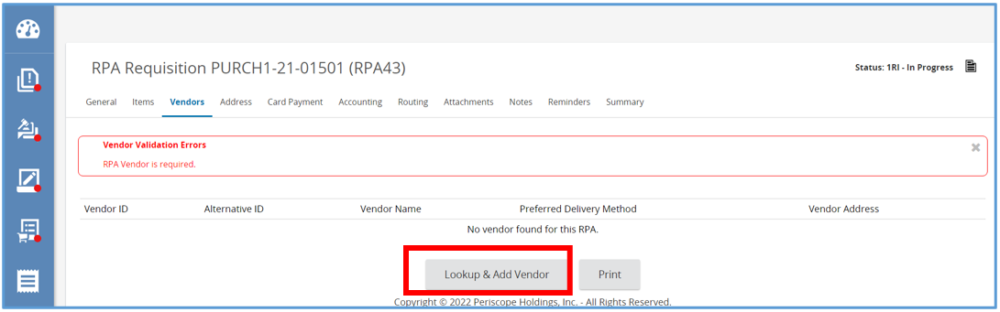 RPA Requisition PURCH1-21-01501 (RPA43)
Status: 1RI - In Progress
General Items Vendors Address Card Payment Accounting Routing Attachments Notes Reminders Summary
Vendor Validation Errors
RPA Vendor is required.
Vendor ID Alternative ID Vendor Name Preferred Delivery Method Vendor Address
No vendor found for this RPA.
Lookup & Add Vendor Print
Copyright © 2022 Periscope Holdings, Inc. - All Rights Reserved.